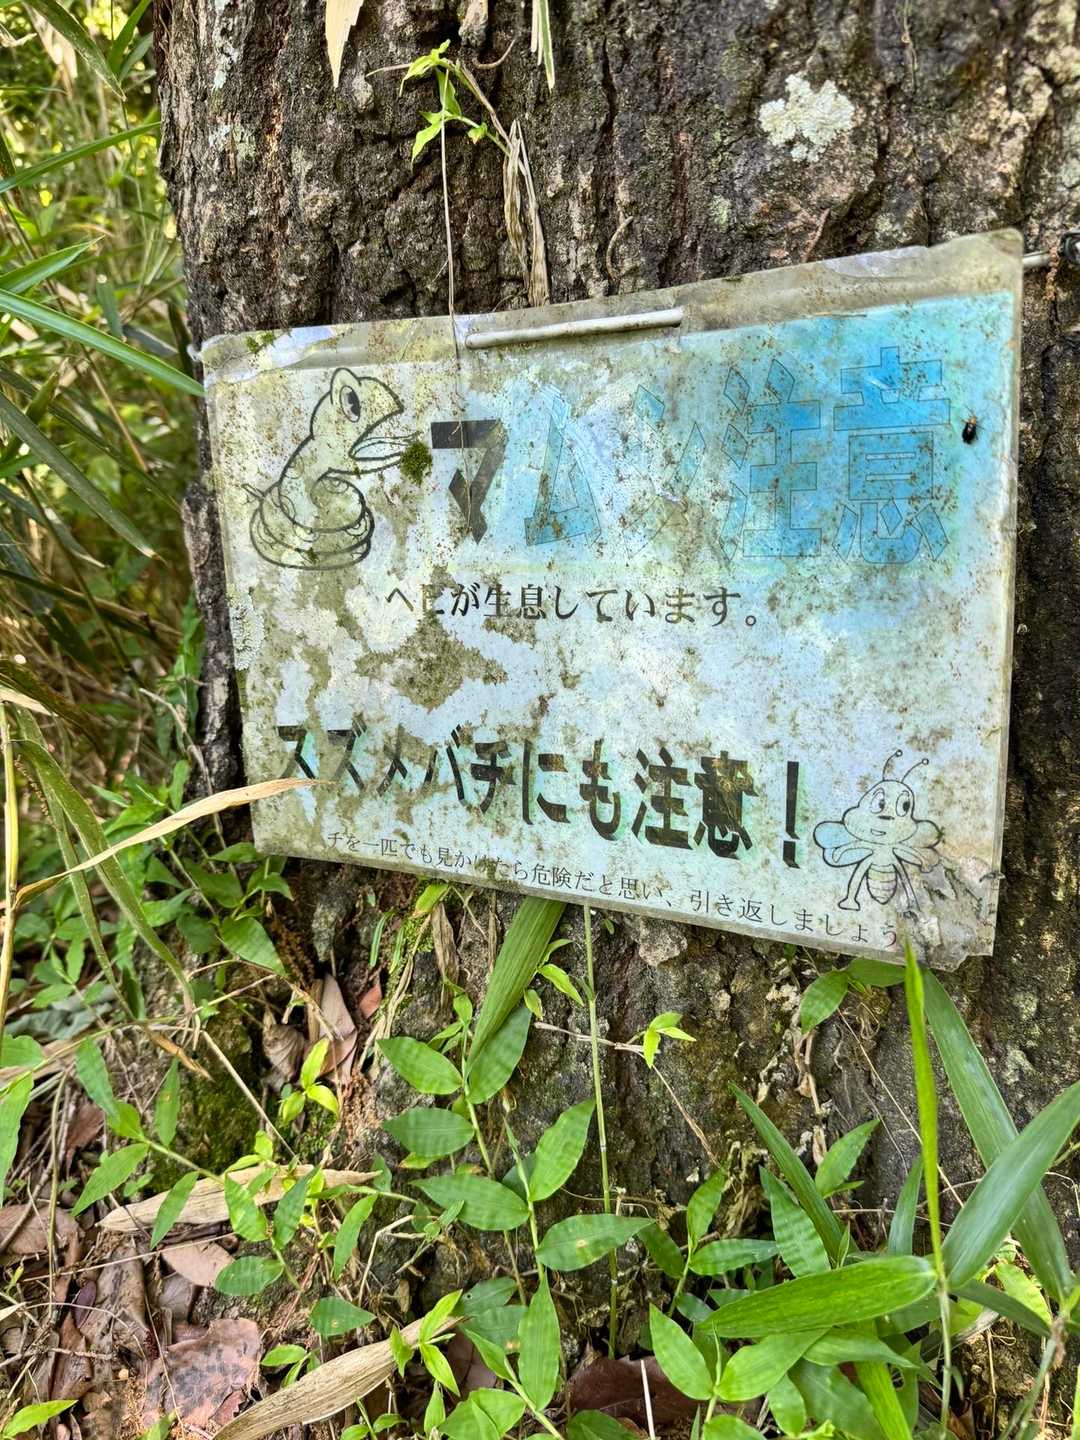 マムシ注意
ヘビが生息しています。
スズメバチにも注意！
チを一匹でも見かけたら危険だと思い、引き返しましょう